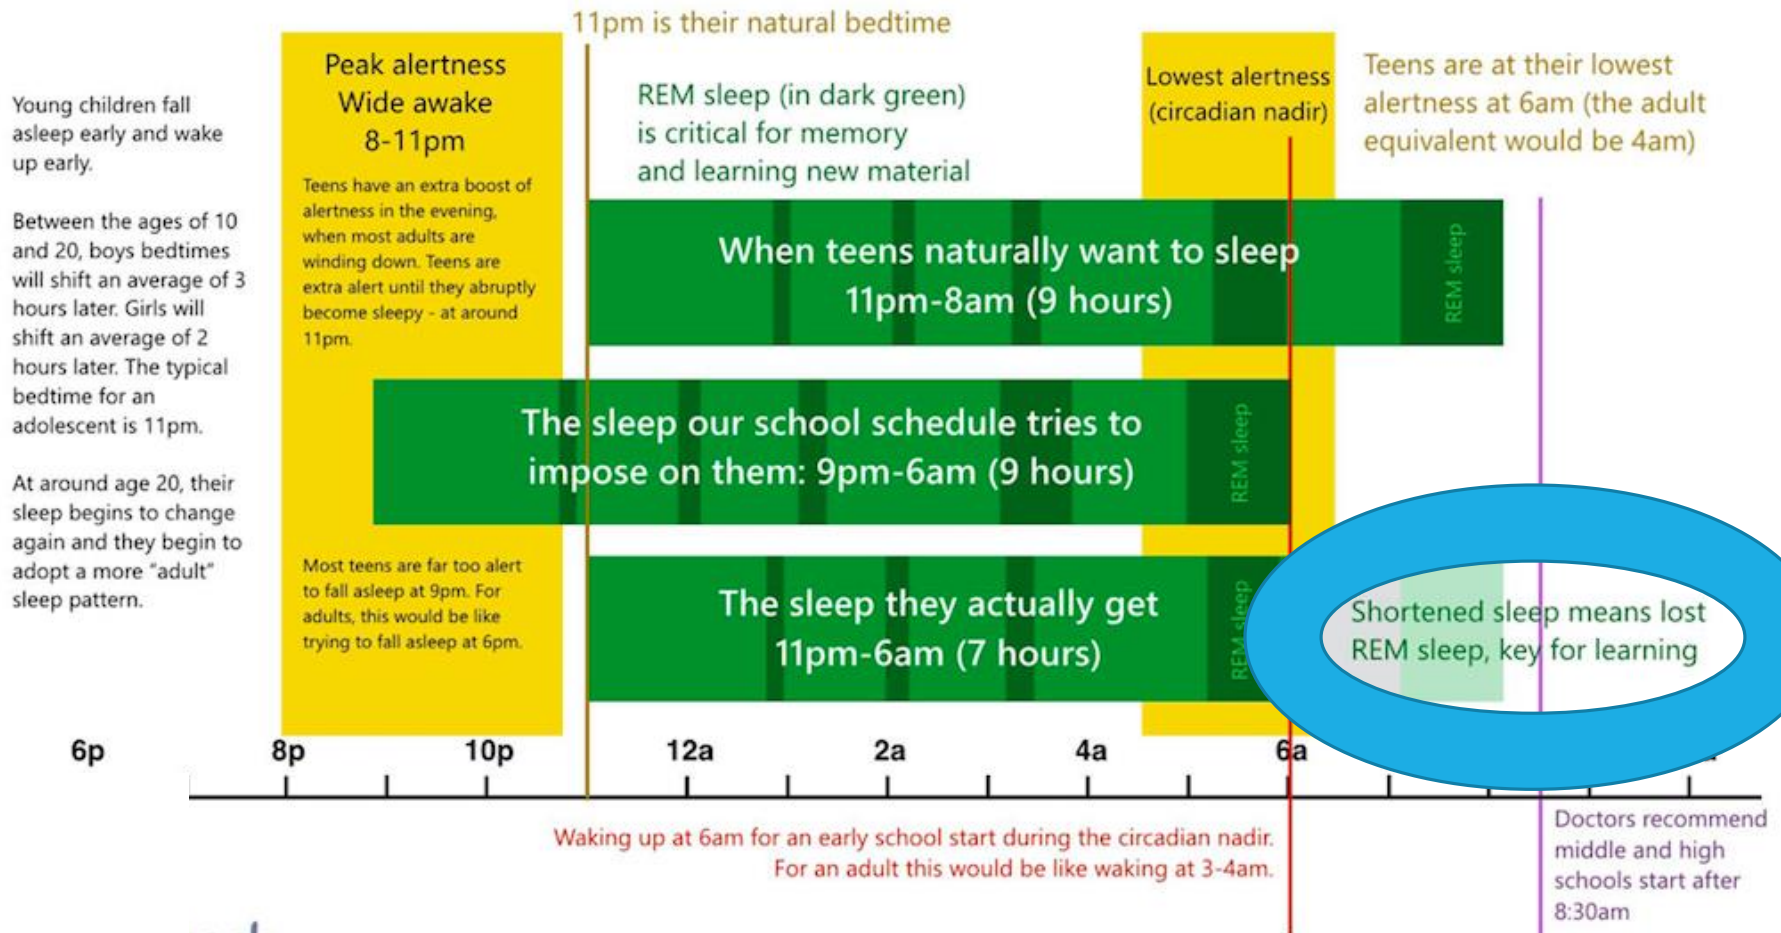 11pm is their natural bedtime
Young children fall
asleep early and wake
up early.
Between the ages of 10
and 20, boys bedtimes
will shift an average of 3
hours later. Girls will
shift an average of 2
hours later. The typical
bedtime for an
adolescent is 11pm.
At around age 20, their
sleep begins to change
again and they begin to
adopt a more "adult"
sleep pattern.
Peak alertness
Wide awake
8-11pm
Teens have an extra boost of
alertness in the evening,
when most adults are
winding down. Teens are
extra alert until they abruptly
become sleepy - at around
11pm.
Most teens are far too alert
to fall asleep at 9pm. For
adults, this would be like
trying to fall asleep at 6pm.
REM sleep (in dark green)
is critical for memory
and learning new material
Lowest alertness
(circadian nadir)
Teens are at their lowest
alertness at 6am (the adult
equivalent would be 4am)
When teens naturally want to sleep
11pm-8am (9 hours)
REM sleep
The sleep our school schedule tries to
impose on them: 9pm-6am (9 hours)
REM sleep
The sleep they actually get
11pm-6am (7 hours)
REM sleep
Shortened sleep means lost
REM sleep, key for learning
6p 8p 10p 12a 2a 4a 6a
Waking up at 6am for an early school start during the circadian nadir.
For an adult this would be like waking at 3-4am.
Doctors recommend
middle and high
schools start after
8:30am